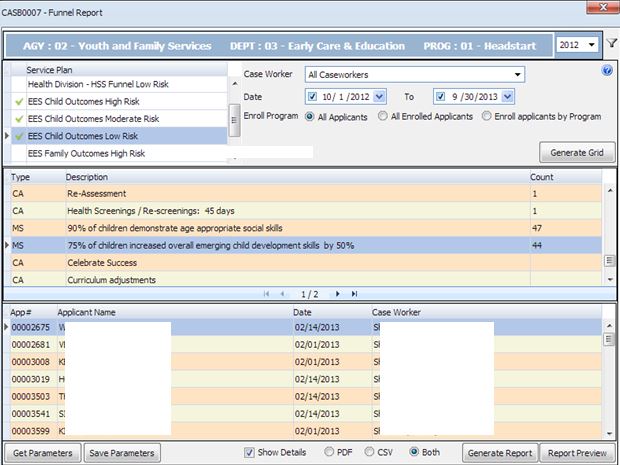 CASB0007 - Funnel Report
AGY : 02 - Youth and Family Services DEPT : 03 - Early Care & Education PROG : 01 - Headstart 2012
Service Plan
Health Division - HSS Funnel Low Risk
EES Child Outcomes High Risk
EES Child Outcomes Moderate Risk
EES Child Outcomes Low Risk
EES Family Outcomes High Risk
Case Worker All Caseworkers
Date 10/ 1 /2012 To 9 /30/2013
Enroll Program All Applicants All Enrolled Applicants Enroll applicants by Program
Generate Grid
Type Description Count
CA Re-Assessment 1
CA Health Screenings / Re-screenings: 45 days 1
MS 90% of children demonstrate age appropriate social skills 47
MS 75% of children increased overall emerging child development skills by 50% 44
CA Celebrate Success
CA Curriculum adjustments
1 / 2
App# Applicant Name Date Case Worker
00002675 W 02/14/2013
00002681 02/01/2013
00003008 02/01/2013
00003019 02/14/2013
00003503 02/14/2013
00003541 02/14/2013
00003599 02/01/2013
Get Parameters Save Parameters Show Details PDF CSV Both Generate Report Report Preview